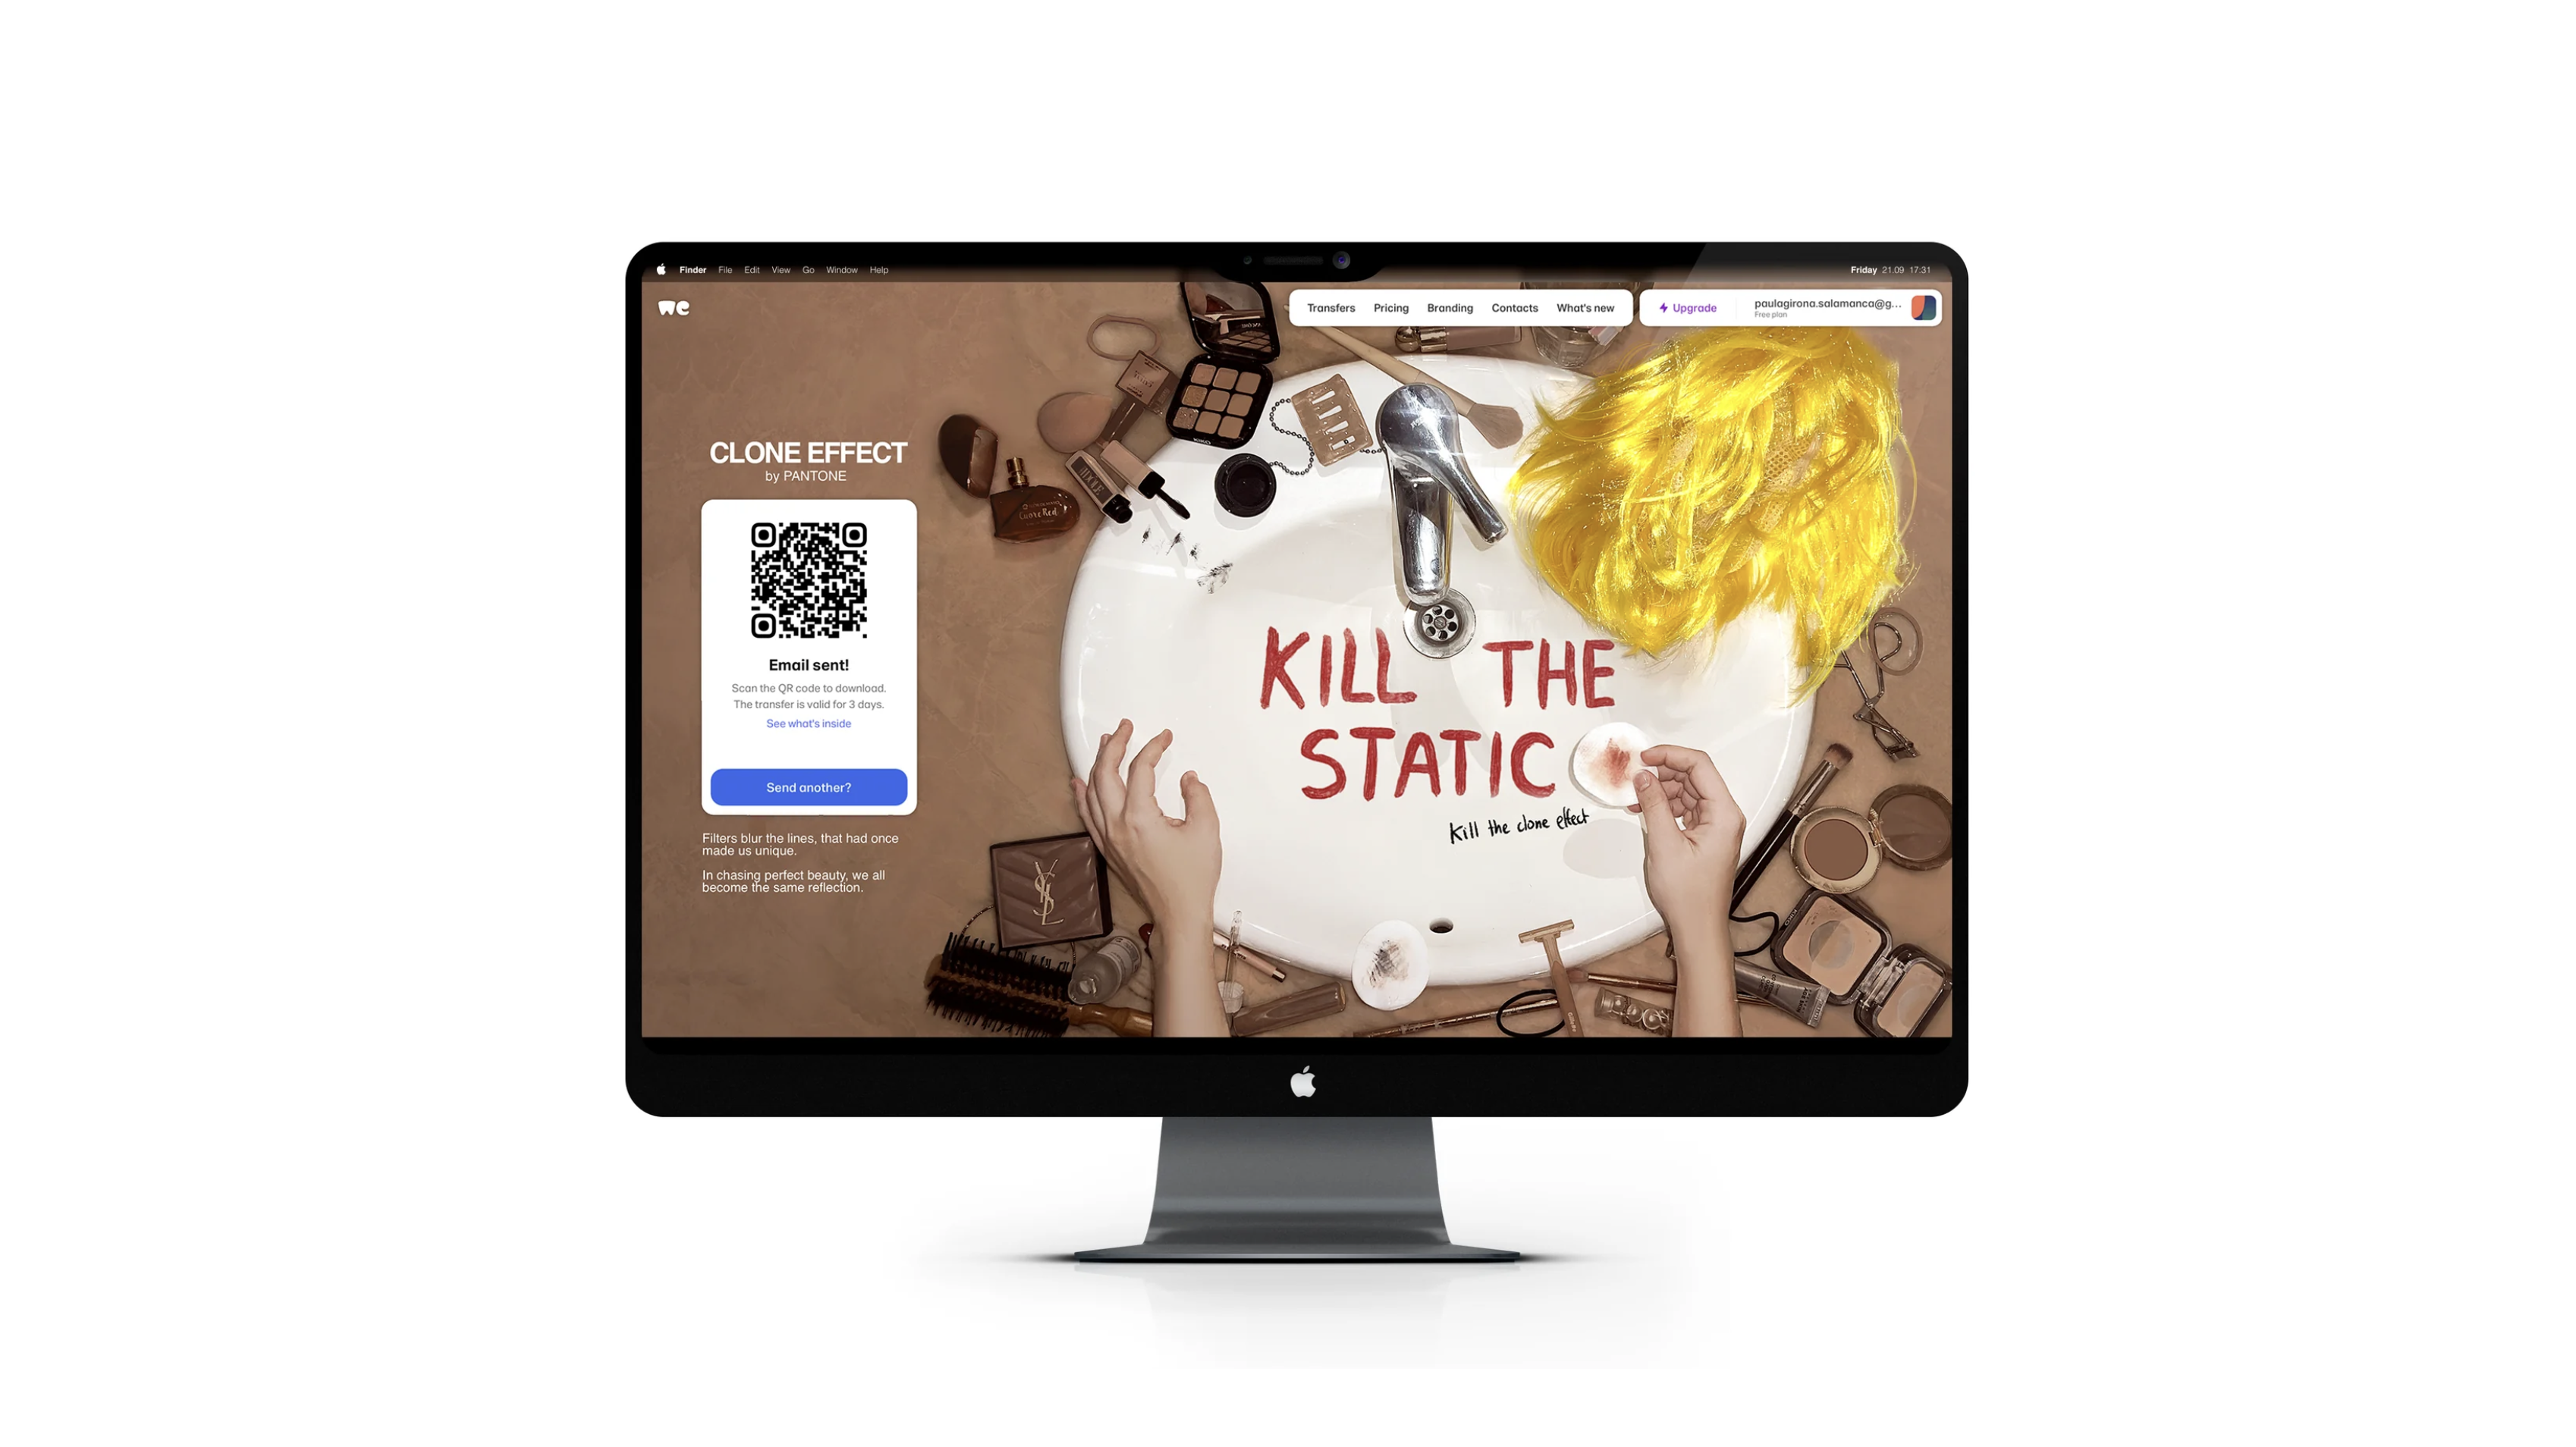 Finder File Edit View Go Window Help
Friday 21.09 17.31
we
Transfers Pricing Branding Contacts What's new
Upgrade
paulagirona.salamanca@g...
Free plan
CLONE EFFECT
by PANTONE
Email sent!
Scan the QR code to download.
The transfer is valid for 3 days.
See what's inside
Send another?
Filters blur the lines, that had once
made us unique.
In chasing perfect beauty, we all
become the same reflection.
KILL THE
STATIC
Kill the clone effect
YSL